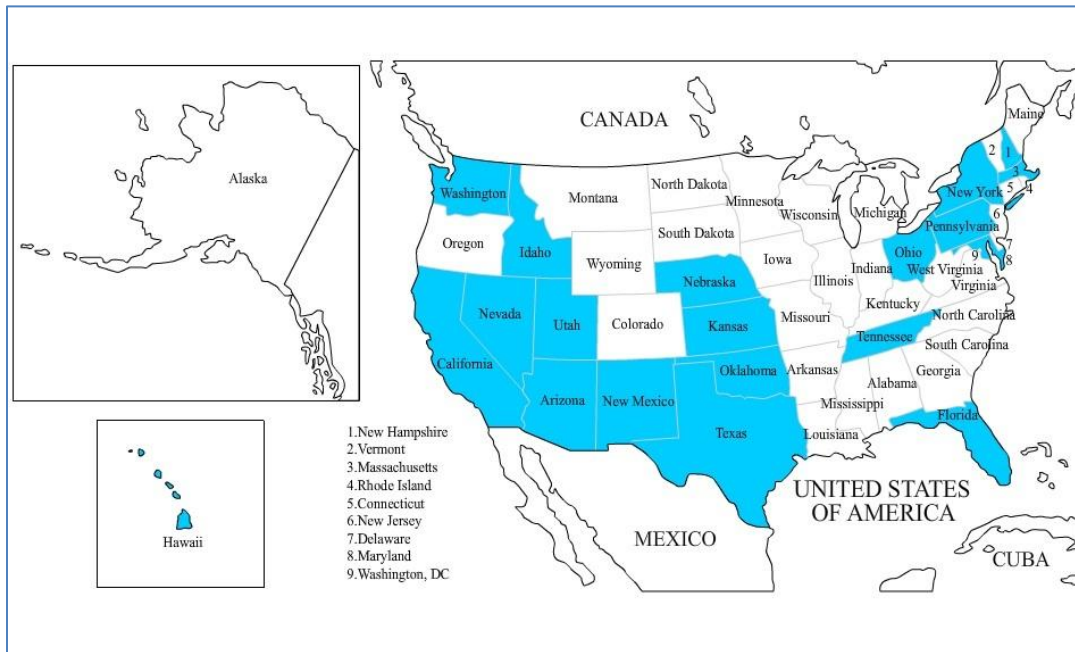 CANADA
Maine
2
1
3
Alaska
Washington
Montana
North Dakota
Minnesota
Wisconsin
Michigan
New York
5
4
Oregon
Idaho
South Dakota
Pennsylvania
6
Wyoming
Iowa
Ohio
7
9
8
Nebraska
Illinois
Indiana
West Virginia
Virginia
Nevada
Utah
Colorado
Kansas
Missouri
Kentucky
North Carolina
Tennessee
South Carolina
California
Oklahoma
Arkansas
Georgia
Arizona
New Mexico
Alabama
Mississippi
Texas
Louisiana
Florida
1.New Hampshire
2.Vermont
3.Massachusetts
4.Rhode Island
5.Connecticut
6.New Jersey
7.Delaware
8.Maryland
9.Washington, DC
Hawaii
UNITED STATES
OF AMERICA
MEXICO
CUBA